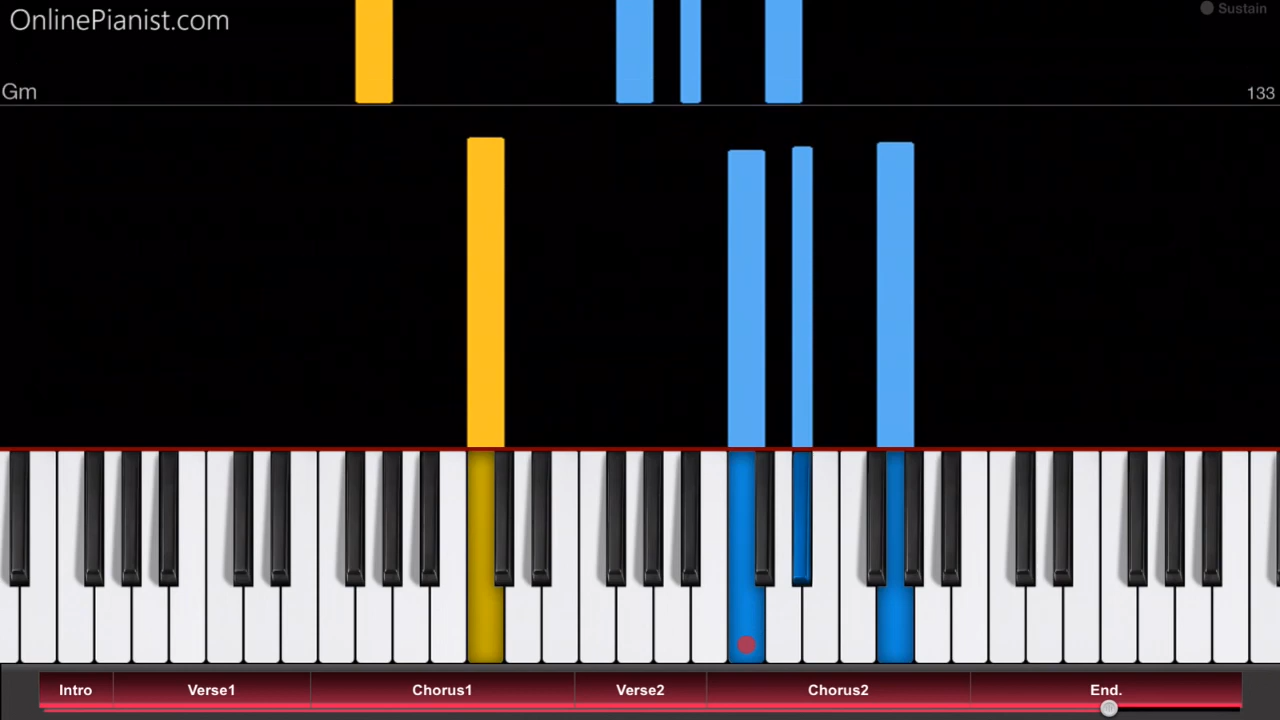 OnlinePianist.com
Sustain
Gm
133
Intro
Verse1
Chorus1
Verse2
Chorus2
End.